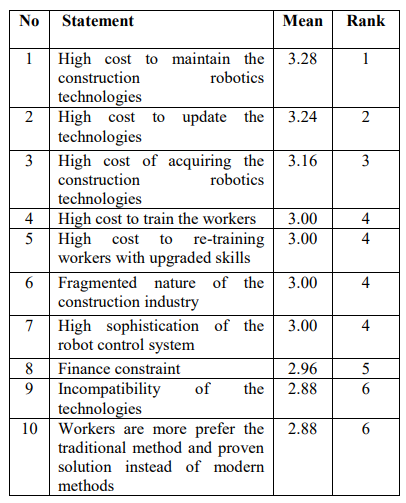 No Statement Mean Rank
1 High cost to maintain the 3.28 1
construction robotics
technologies
2 High cost to update the 3.24 2
technologies
3 High cost of acquiring the 3.16 3
construction robotics
technologies
4 High cost to train the workers 3.00 4
5 High cost to re-training 3.00 4
workers with upgraded skills
6 Fragmented nature of the 3.00 4
construction industry
7 High sophistication of the 3.00 4
robot control system
8 Finance constraint 2.96 5
9 Incompatibility of the 2.88 6
technologies
10 Workers are more prefer the 2.88 6
traditional method and proven
solution instead of modern
methods